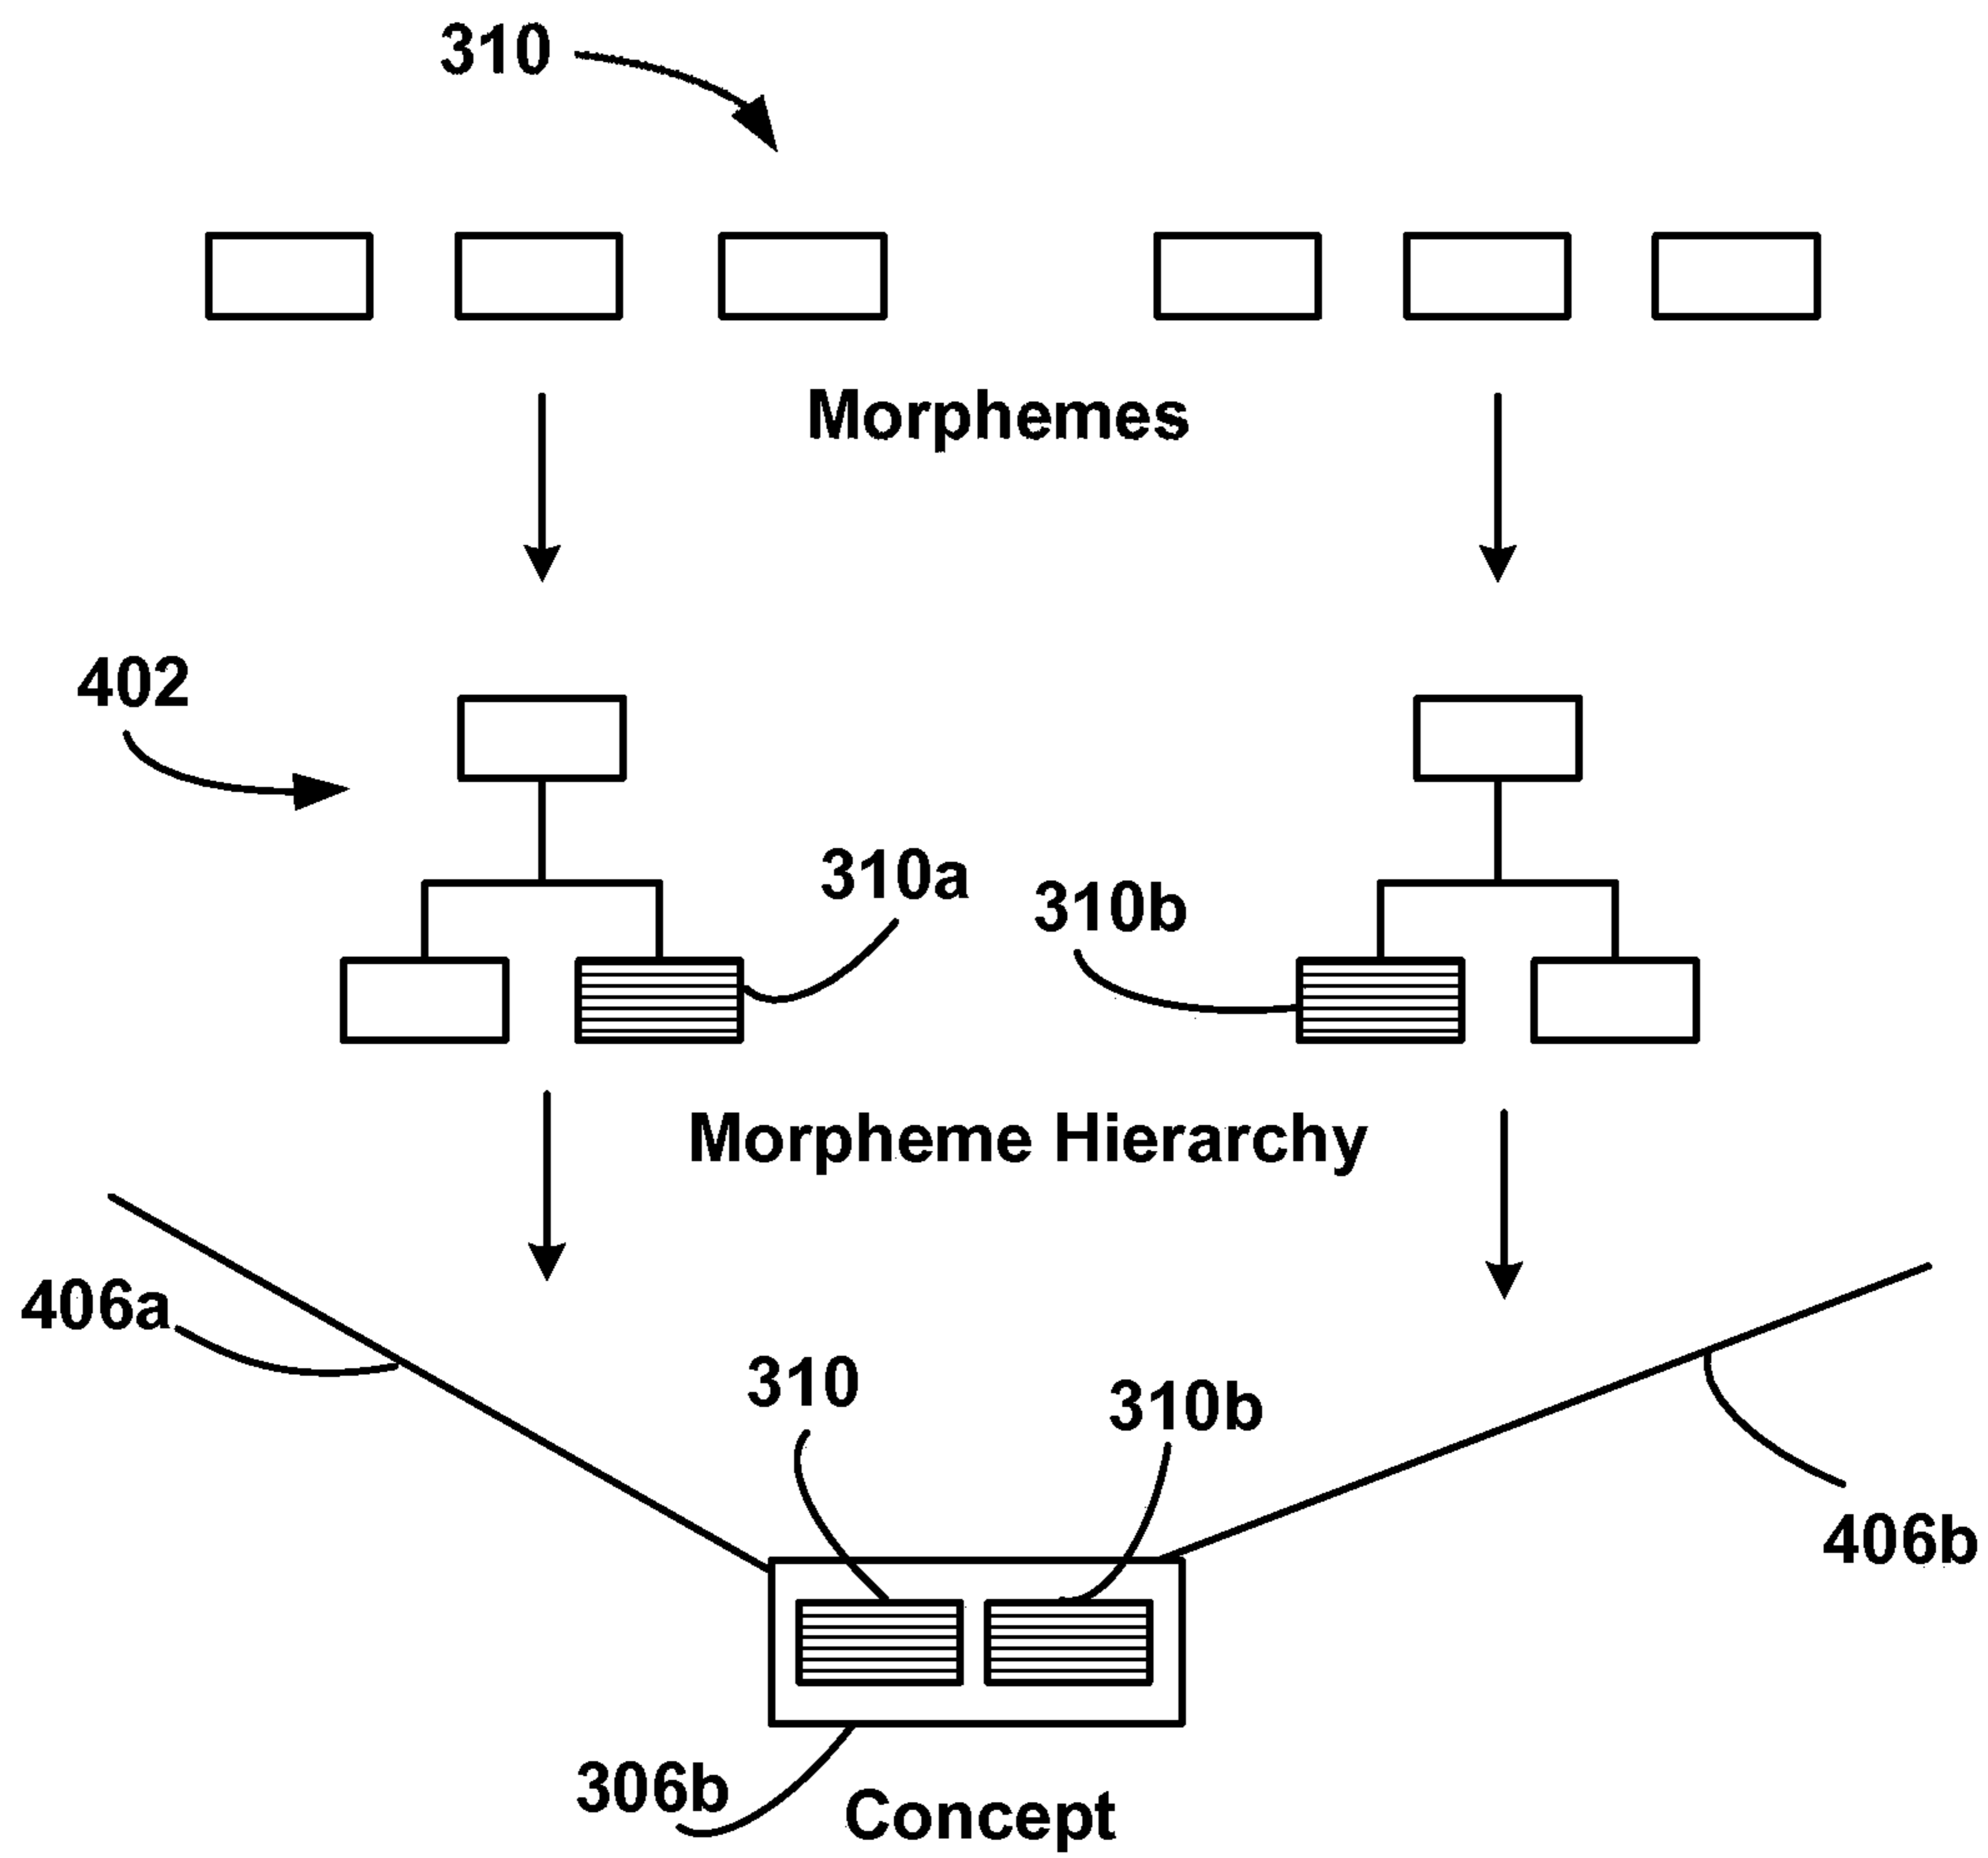 310
Morphemes
402
310a
310b
Morpheme Hierarchy
406a
310
310b
406b
306b
Concept